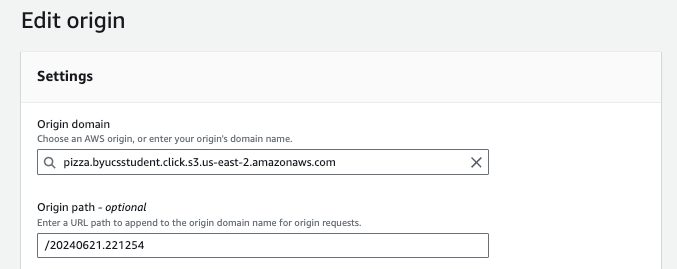 Edit origin
Settings
Origin domain
Choose an AWS origin, or enter your origin's domain name.
pizza.byucsstudent.click.s3.us-east-2.amazonaws.com
Origin path - optional
Enter a URL path to append to the origin domain name for origin requests.
/20240621.221254